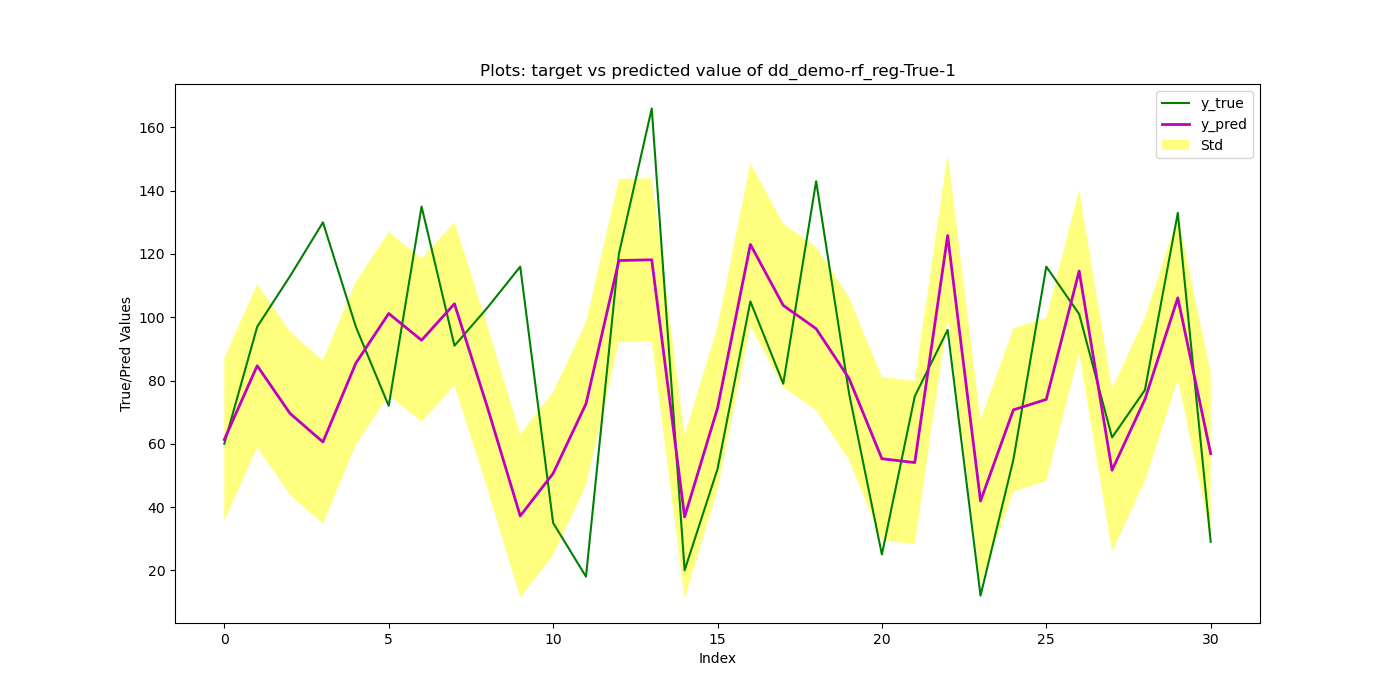 Plots: target vs predicted value of dd_demo-rf_reg-True-1
y_true
y_pred
Std
True/Pred Values
160
140
120
100
80
60
40
20
0 5 10 15 20 25 30
Index